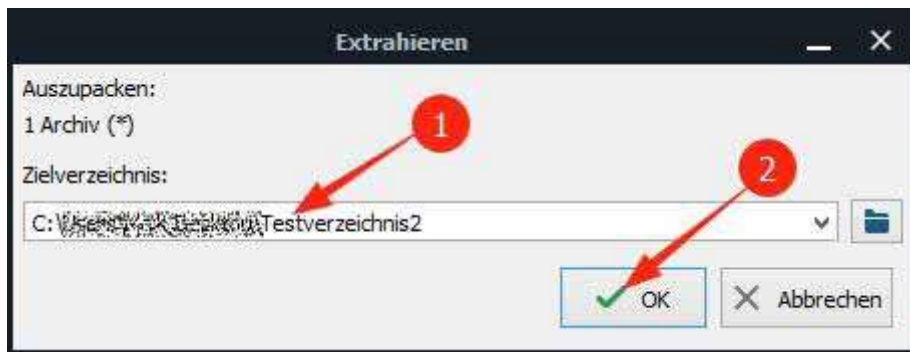 Extrahieren
Auszupacken:
1 Archiv (*)
1
Zielverzeichnis:
2
C:\ Testverzeichnis2
OK
Abbrechen